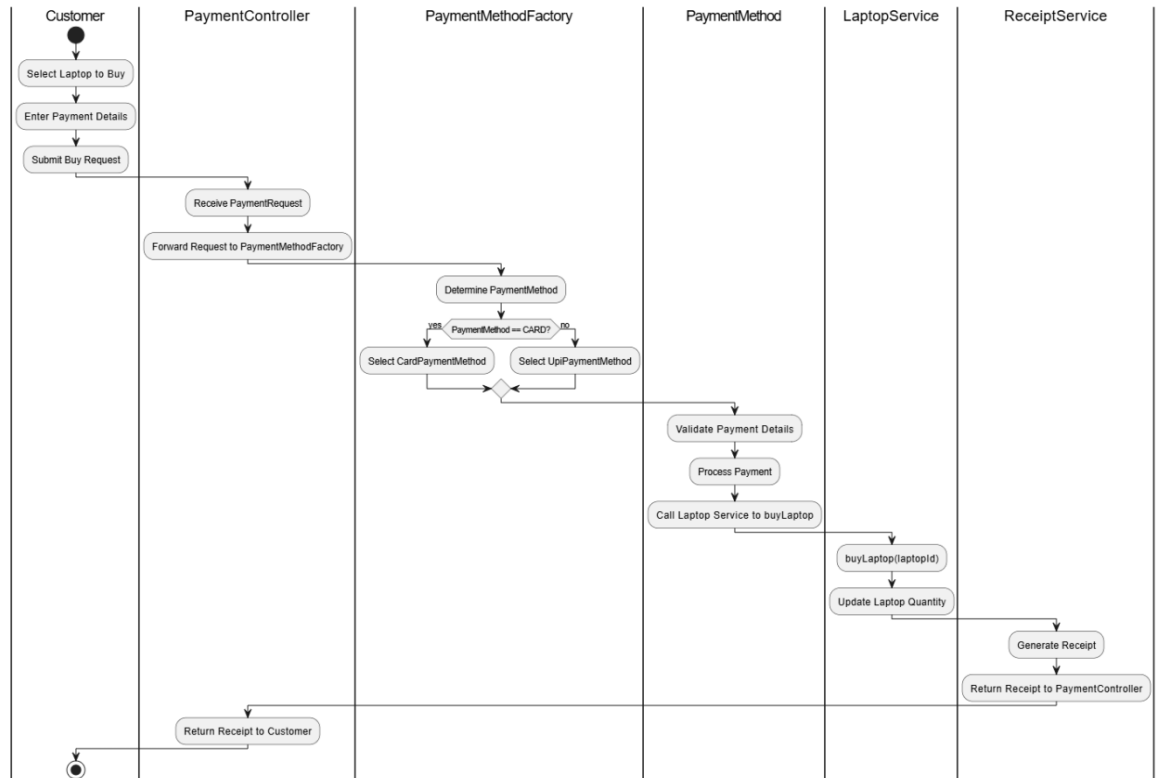 Customer
PaymentController
PaymentMethodFactory
PaymentMethod
LaptopService
ReceiptService
Select Laptop to Buy
Enter Payment Details
Submit Buy Request
Receive PaymentRequest
Forward Request to PaymentMethodFactory
Determine PaymentMethod
yes
PaymentMethod == CARD?
no
Select CardPaymentMethod
Select UpiPaymentMethod
Validate Payment Details
Process Payment
Call Laptop Service to buyLaptop
buyLaptop(laptopId)
Update Laptop Quantity
Generate Receipt
Return Receipt to PaymentController
Return Receipt to Customer